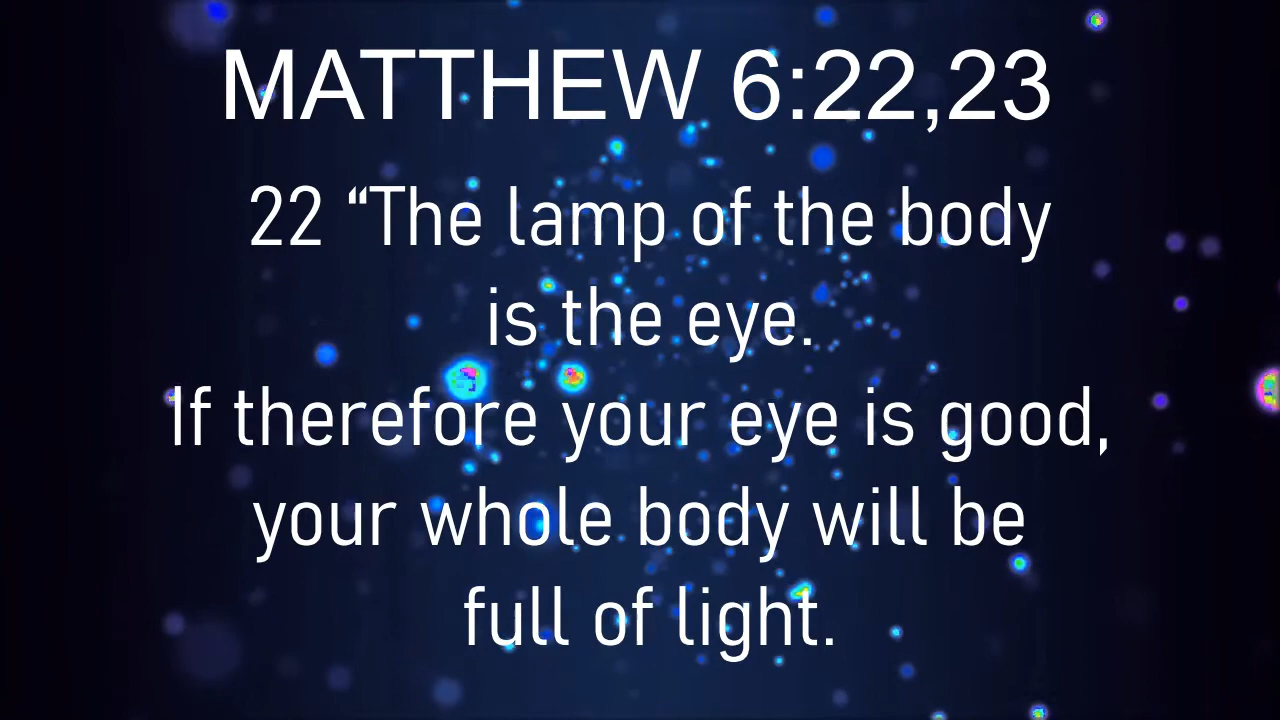 MATTHEW 6:22,23
22 “The lamp of the body
is the eye.
If therefore your eye is good,
your whole body will be
full of light.